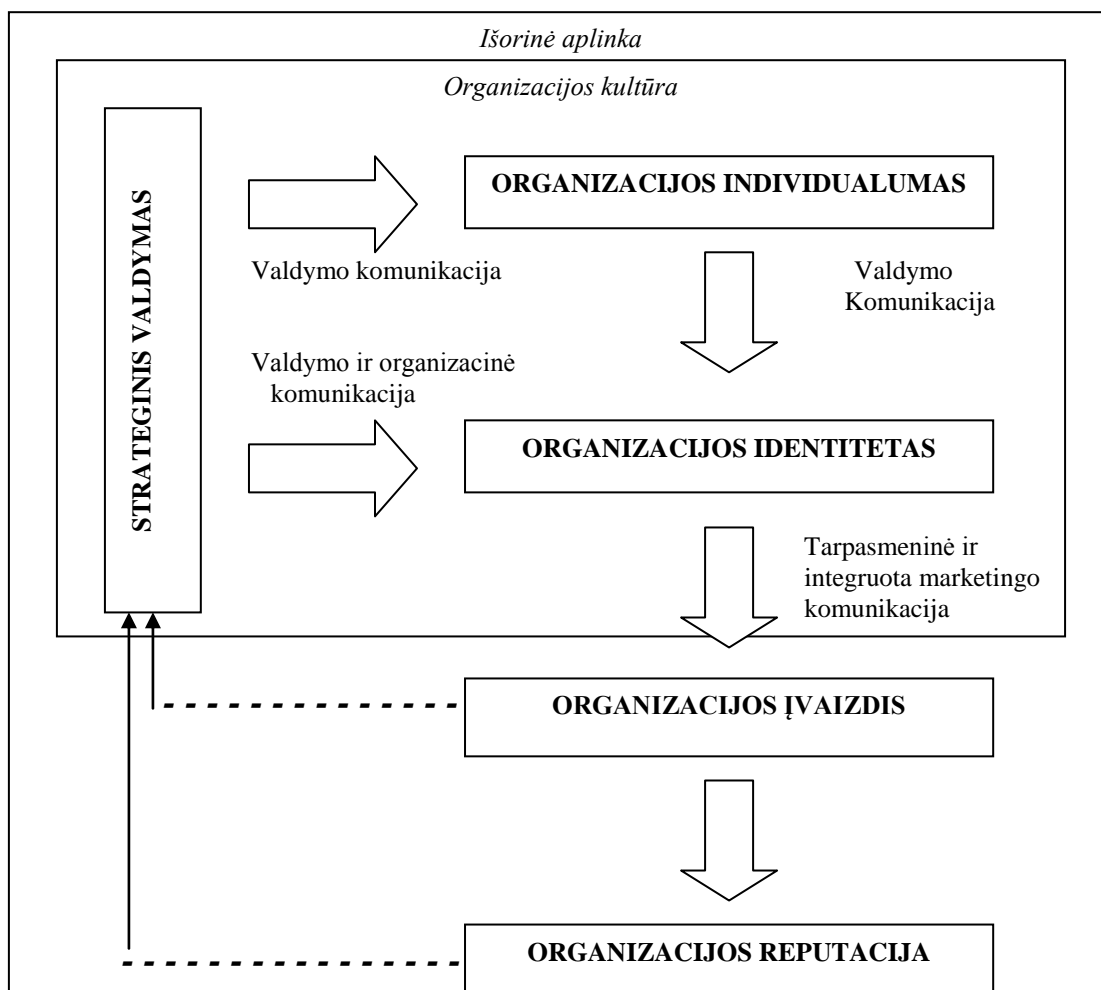 Išorinė aplinka
Organizacijos kultūra
STRATEGINIS VALDYMAS
ORGANIZACIJOS INDIVIDUALUMAS
Valdymo komunikacija
Valdymo
Komunikacija
Valdymo ir organizacinė
komunikacija
ORGANIZACIJOS IDENTITETAS
Tarpasmeninė ir
integruota marketingo
komunikacija
ORGANIZACIJOS ĮVAIZDIS
ORGANIZACIJOS REPUTACIJA